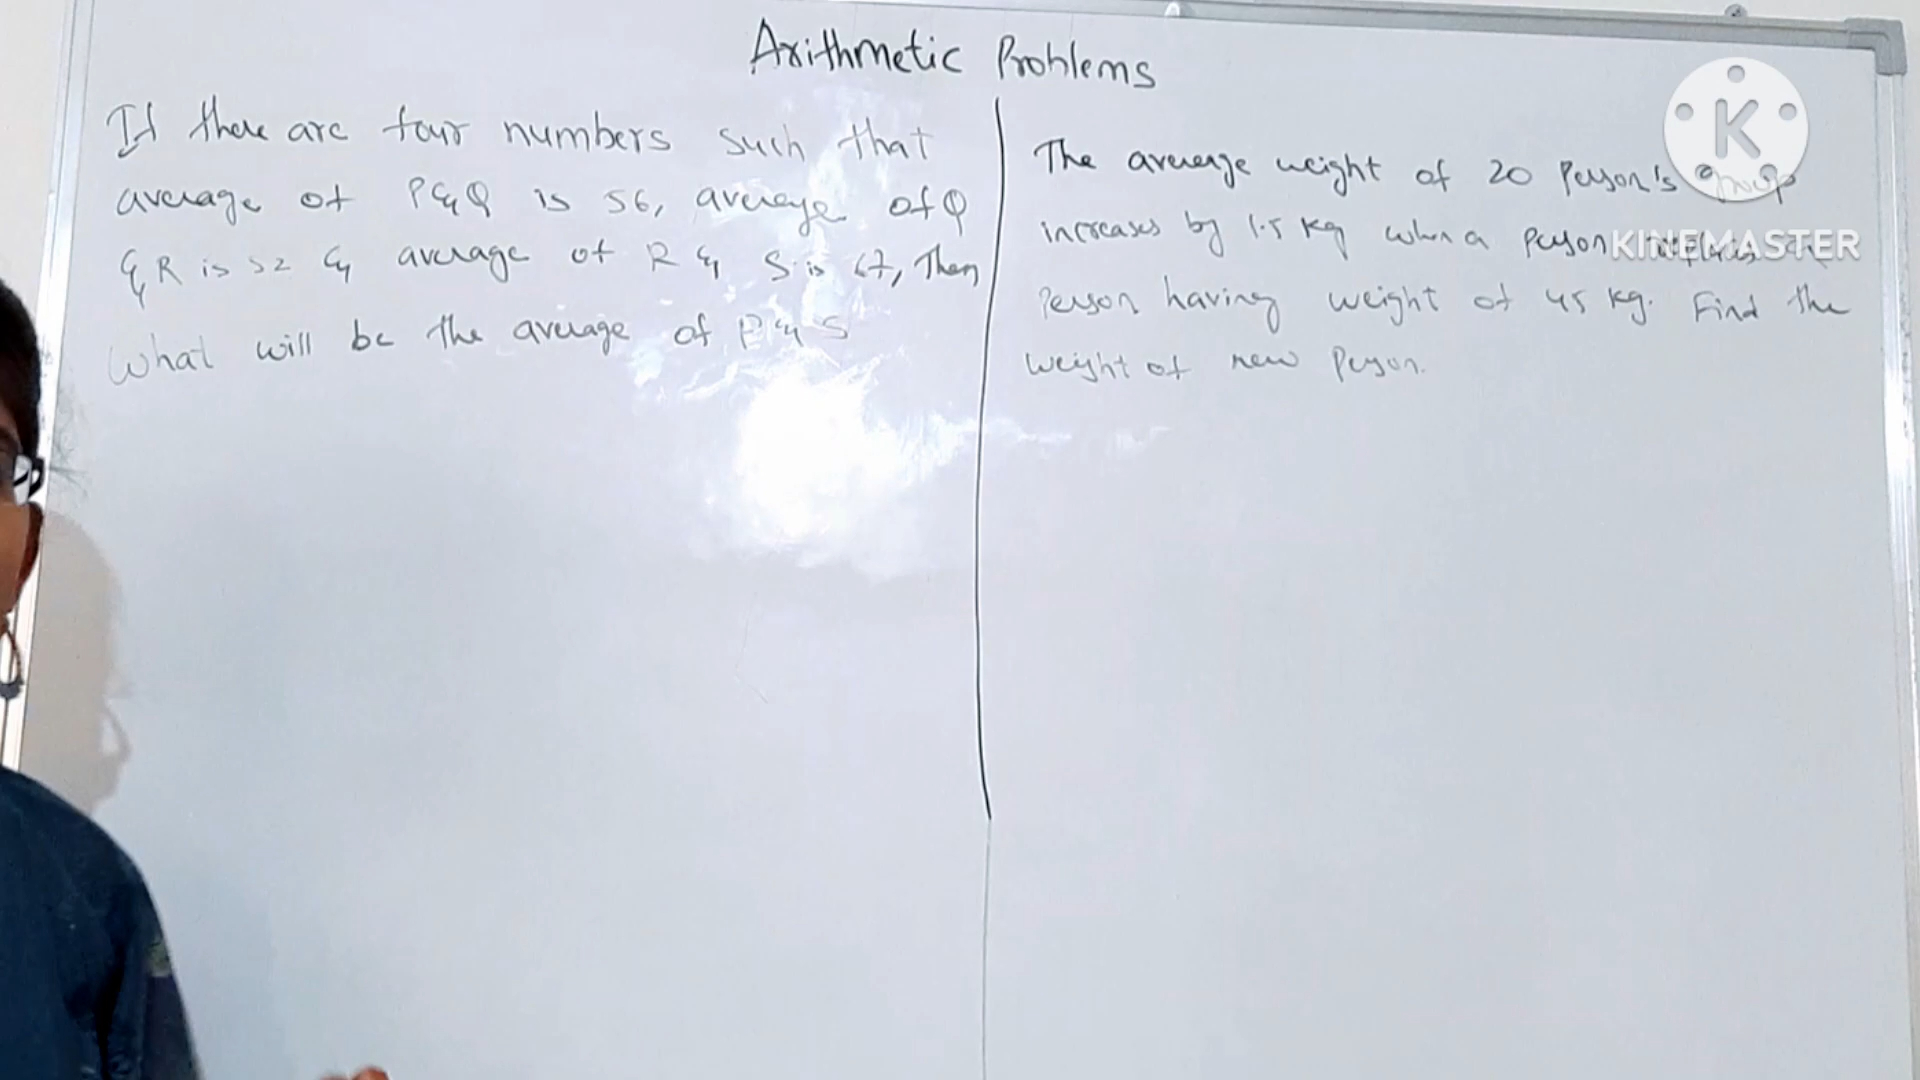 Arithmetic Problems
If there are four numbers such that
average of P & Q is 56, average of Q
& R is 52 & average of R & S is 67, Then
What will be the average of P & S
The average weight of 20 Person's group
increases by 1.5 Kg when a person replaces a
Person having weight of 45 Kg. Find the
weight of new Person.
K
KINEMASTER